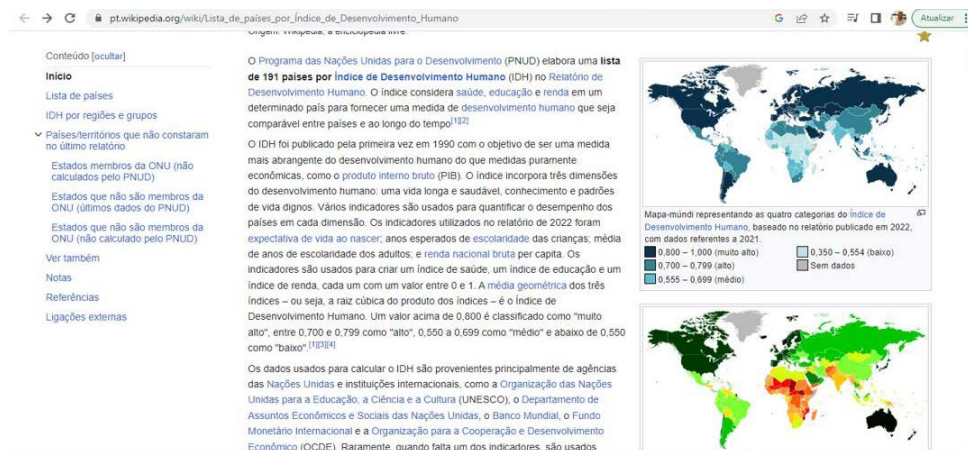 pt.wikipedia.org/wiki/Lista_de_países_por_Índice_de_Desenvolvimento_Humano
Atualizar
Origem: Wikipédia, a enciclopédia livre.
Conteúdo [ocultar]
Início
Lista de países
IDH por regiões e grupos
Países/territórios que não constaram
no último relatório
Estados membros da ONU (não
calculados pelo PNUD)
Estados que não são membros da
ONU (últimos dados do PNUD)
Estados que não são membros da
ONU (não calculado pelo PNUD)
Ver também
Notas
Referências
Ligações externas
O Programa das Nações Unidas para o Desenvolvimento (PNUD) elabora uma lista
de 191 países por Índice de Desenvolvimento Humano (IDH) no Relatório de
Desenvolvimento Humano. O índice considera saúde, educação e renda em um
determinado país para fornecer uma medida de desenvolvimento humano que seja
comparável entre países e ao longo do tempo[1][2]
O IDH foi publicado pela primeira vez em 1990 com o objetivo de ser uma medida
mais abrangente do desenvolvimento humano do que medidas puramente
econômicas, como o produto interno bruto (PIB). O índice incorpora três dimensões
do desenvolvimento humano: uma vida longa e saudável, conhecimento e padrões
de vida dignos. Vários indicadores são usados para quantificar o desempenho dos
países em cada dimensão. Os indicadores utilizados no relatório de 2022 foram
expectativa de vida ao nascer; anos esperados de escolaridade das crianças; média
de anos de escolaridade dos adultos; e renda nacional bruta per capita. Os
indicadores são usados para criar um índice de saúde, um índice de educação e um
índice de renda, cada um com um valor entre 0 e 1. A média geométrica dos três
índices – ou seja, a raiz cúbica do produto dos índices – é o Índice de
Desenvolvimento Humano. Um valor acima de 0,800 é classificado como "muito
alto", entre 0,700 e 0,799 como "alto", 0,550 a 0,699 como "médio" e abaixo de 0,550
como "baixo".[1][3][4]
Os dados usados para calcular o IDH são provenientes principalmente de agências
das Nações Unidas e instituições internacionais, como a Organização das Nações
Unidas para a Educação, a Ciência e a Cultura (UNESCO), o Departamento de
Assuntos Econômicos e Sociais das Nações Unidas, o Banco Mundial, o Fundo
Monetário Internacional e a Organização para a Cooperação e Desenvolvimento
Econômico (OCDE). Raramente, quando falta um dos indicadores, são usados
Mapa-múndi representando as quatro categorias do Índice de
Desenvolvimento Humano, baseado no relatório publicado em 2022,
com dados referentes a 2021.
0,800 – 1,000 (muito alto)
0,700 – 0,799 (alto)
0,555 – 0,699 (médio)
0,350 – 0,554 (baixo)
Sem dados